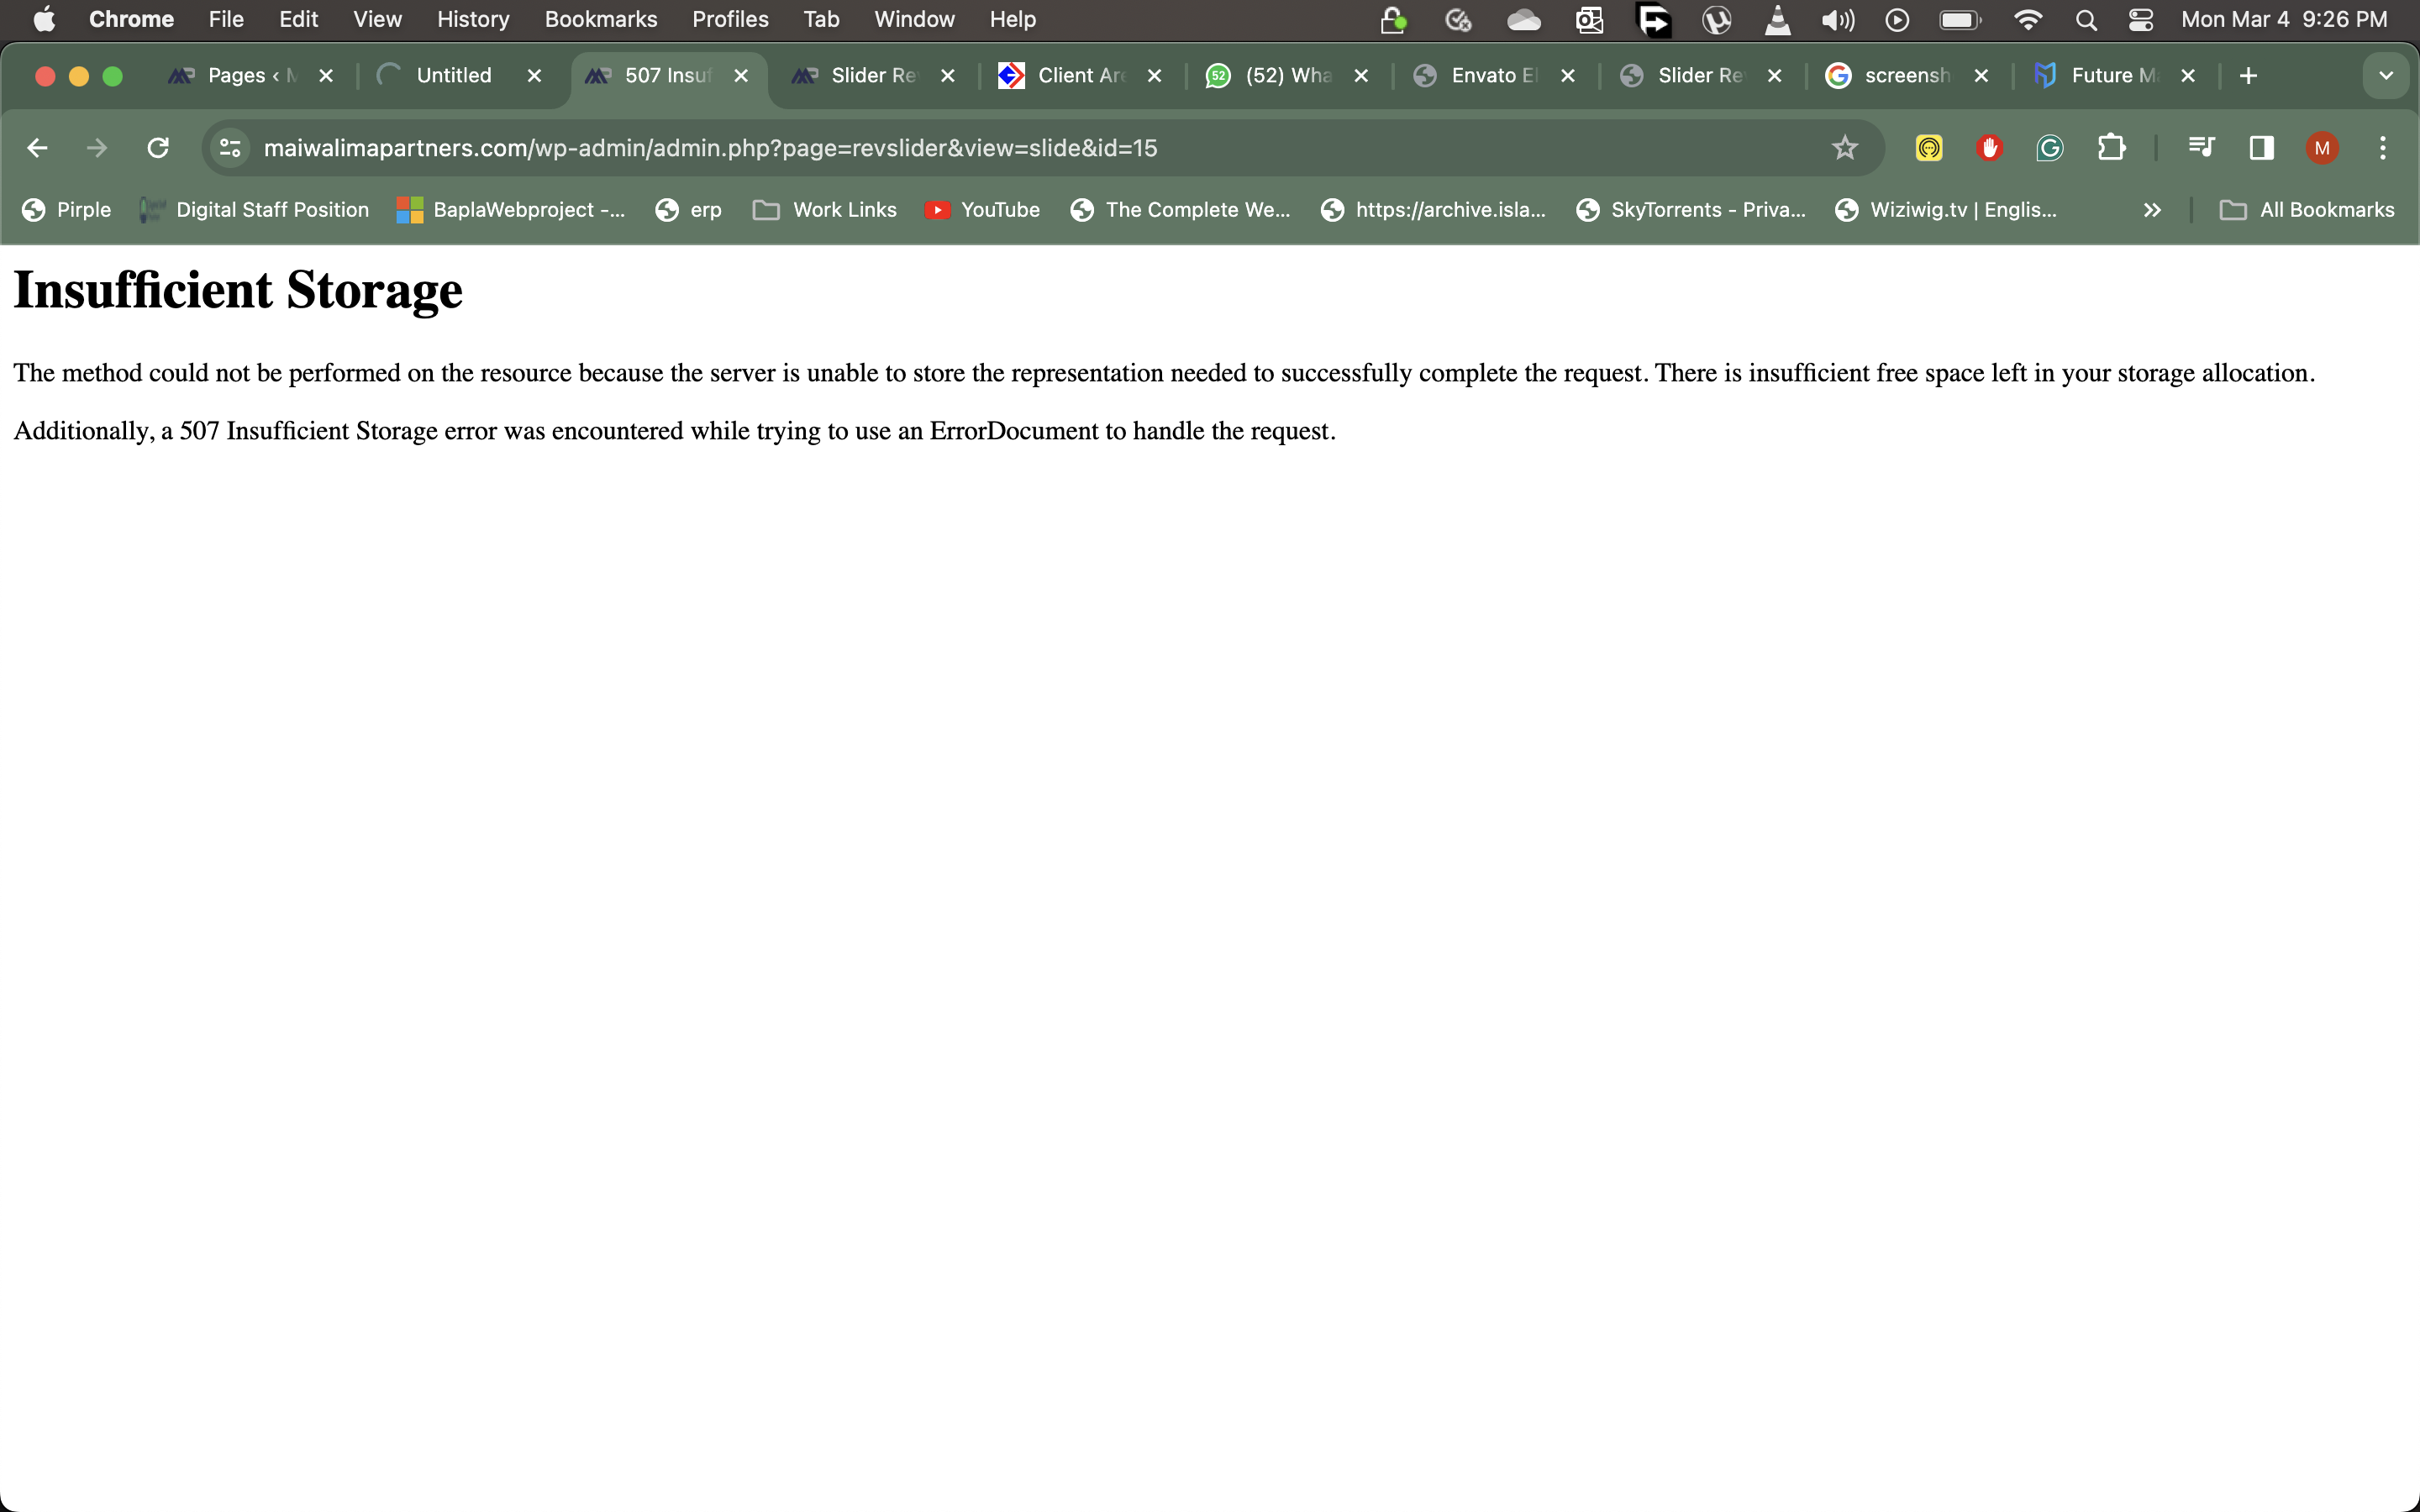 Chrome File Edit View History Bookmarks Profiles Tab Window Help Mon Mar 4 9:26 PM
Pages ‹ M Untitled 507 Insuf Slider Re Client Are 52 (52) Wha Envato El Slider Re screensh Future Ma
maiwalimapartners.com/wp-admin/admin.php?page=revslider&view=slide&id=15 M
Pirple Digital Staff Position BaplaWebproject -... erp Work Links YouTube The Complete We... https://archive.isla... SkyTorrents - Priva... Wiziwig.tv | Englis... All Bookmarks
Insufficient Storage
The method could not be performed on the resource because the server is unable to store the representation needed to successfully complete the request. There is insufficient free space left in your storage allocation.
Additionally, a 507 Insufficient Storage error was encountered while trying to use an ErrorDocument to handle the request.